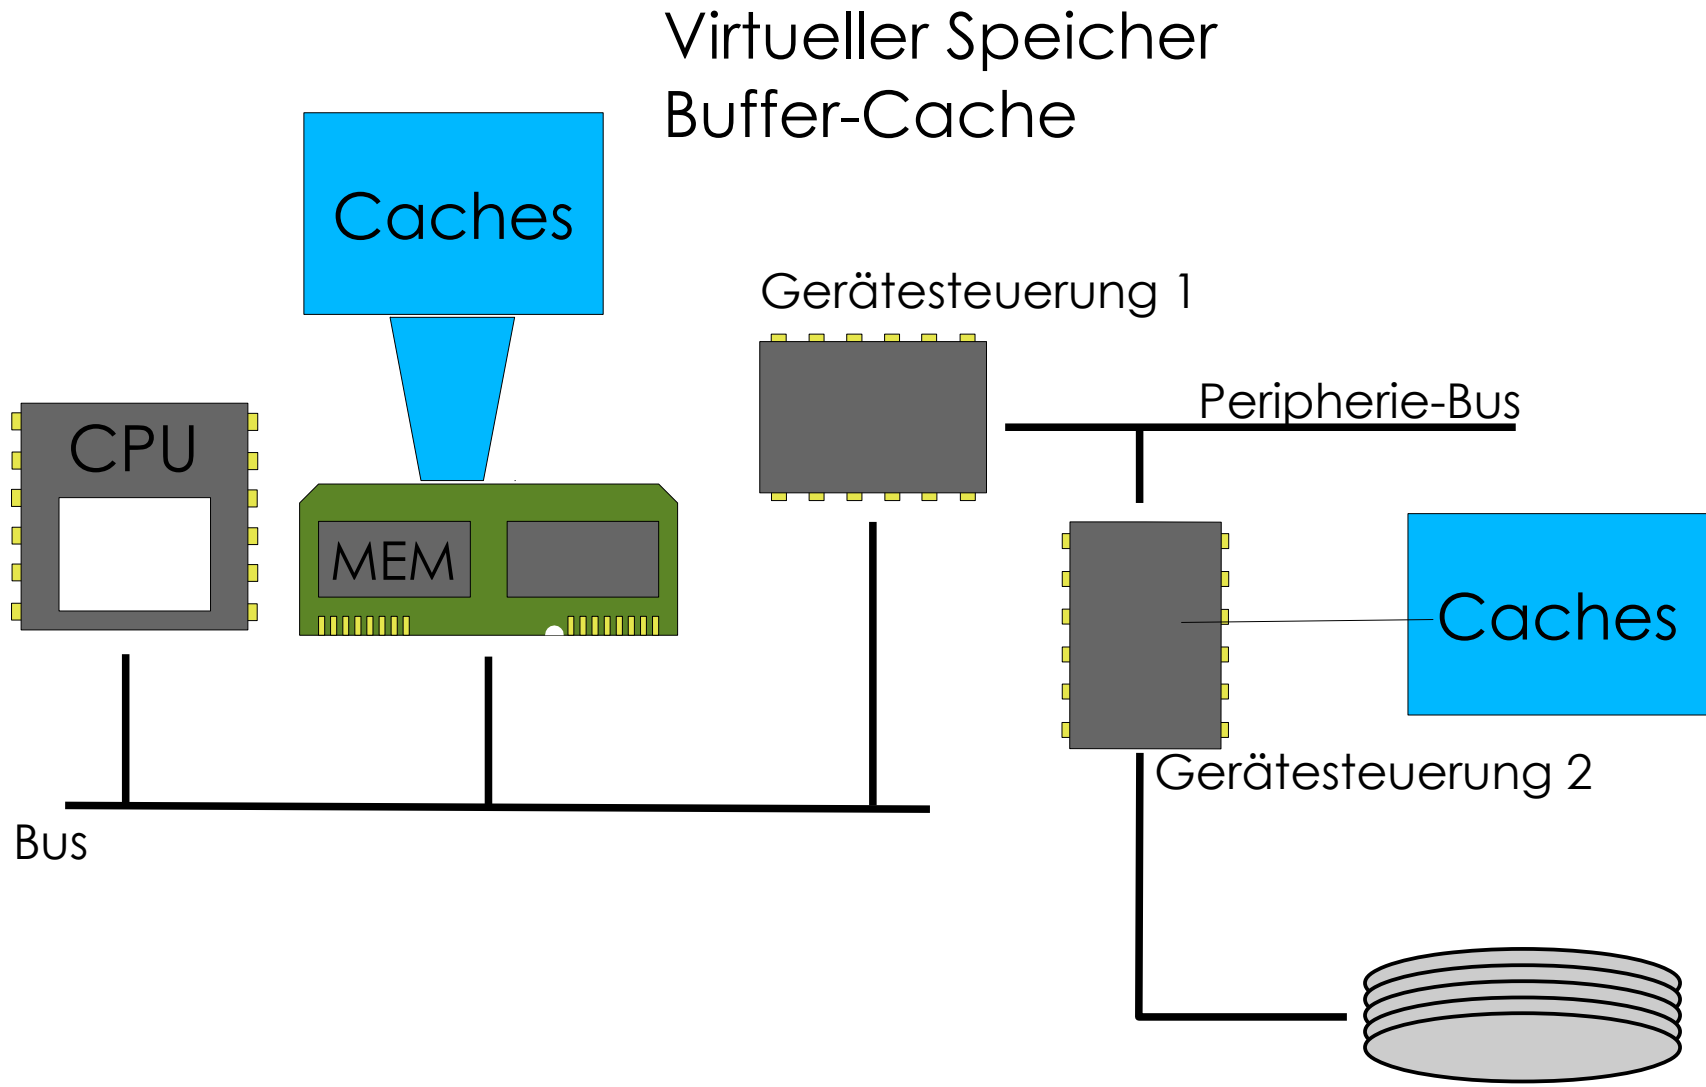 Virtueller Speicher
Buffer-Cache
Caches
Gerätesteuerung 1
Peripherie-Bus
CPU
MEM
Caches
Gerätesteuerung 2
Bus